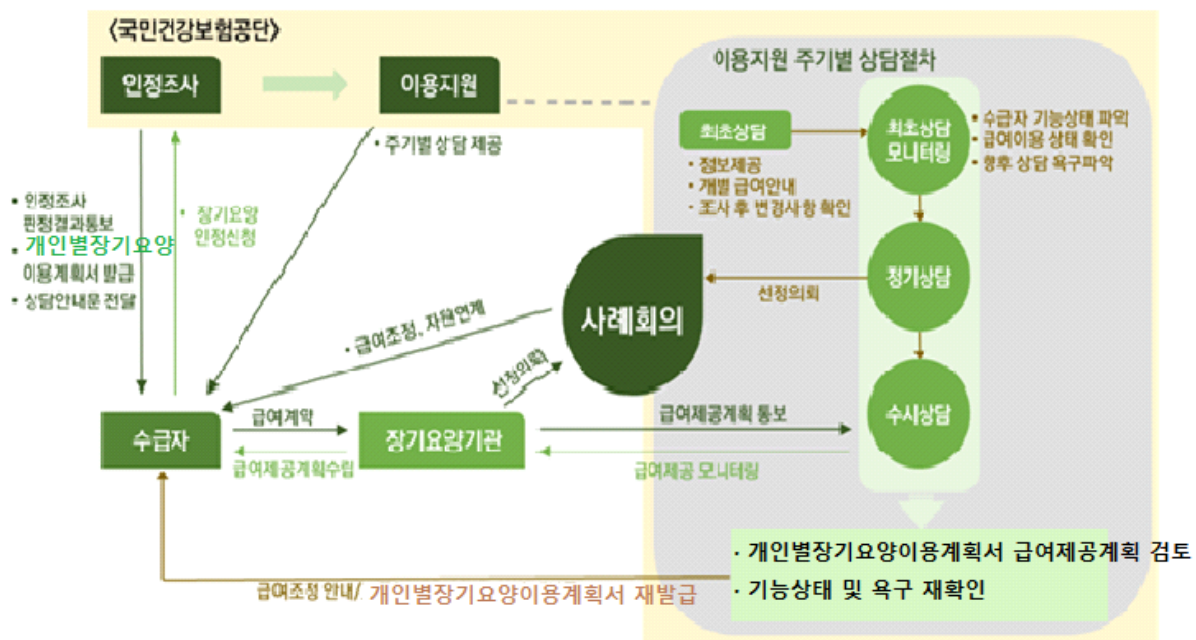 〈국민건강보험공단〉
인정조사
이용지원
이용지원 주기별 상담절차
최초상담
• 정보제공
• 개별 급여안내
- 조사 후 변경사항 확인
최초상담
모니터링
• 수급자 기능상태 파악
• 급여이용 상태 확인
• 향후 상담 욕구파악
• 주기별 상담 제공
• 인정조사
판정결과통보
• 개인별장기요양
이용계획서 발급
• 상담안내문 전달
• 장기요양
인정신청
정기상담
선정의뢰
사례회의
• 급여조정, 자원연계
선정의뢰
수급자
급여계약
급여제공계획수립
장기요양기관
급여제공계획 통보
급여제공 모니터링
수시상담
· 개인별장기요양이용계획서 급여제공계획 검토
· 기능상태 및 욕구 재확인
급여조정 안내/ 개인별장기요양이용계획서 재발급